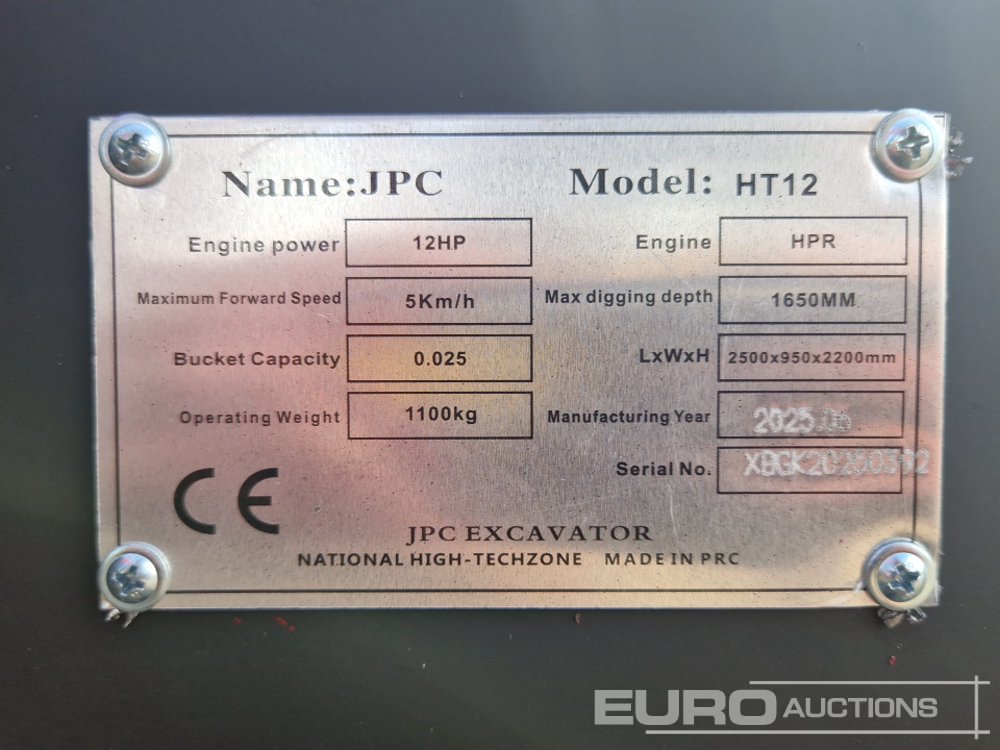 Name:JPC Model: HT12
Engine power 12HP Engine HPR
Maximum Forward Speed 5Km/h Max digging depth 1650MM
Bucket Capacity 0.025 LxWxH 2500x950x2200mm
Operating Weight 1100kg Manufacturing Year 2025.06
Serial No.
CE
JPC EXCAVATOR
NATIONAL HIGH-TECHZONE MADE IN PRC
EURO AUCTIONS